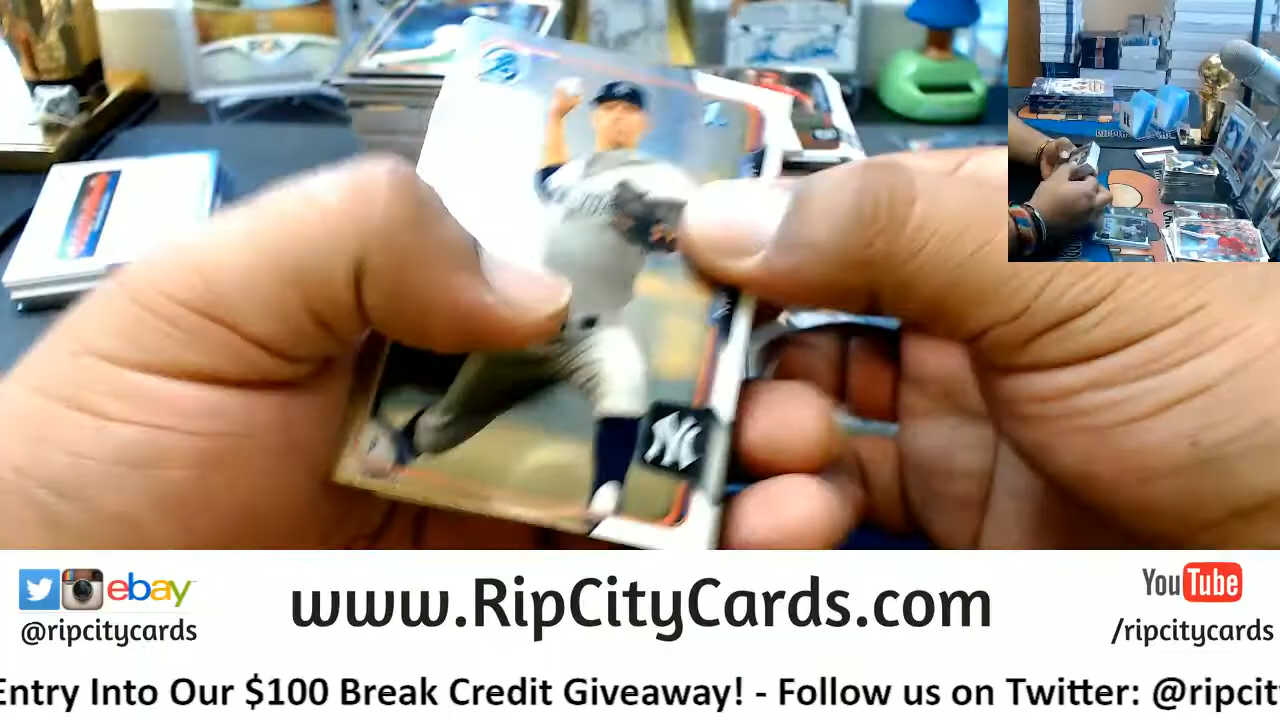 NY
ebay
@ripcitycards
www.RipCityCards.com
YouTube
/ripcitycards
Entry Into Our $100 Break Credit Giveaway! - Follow us on Twitter: @ripcit